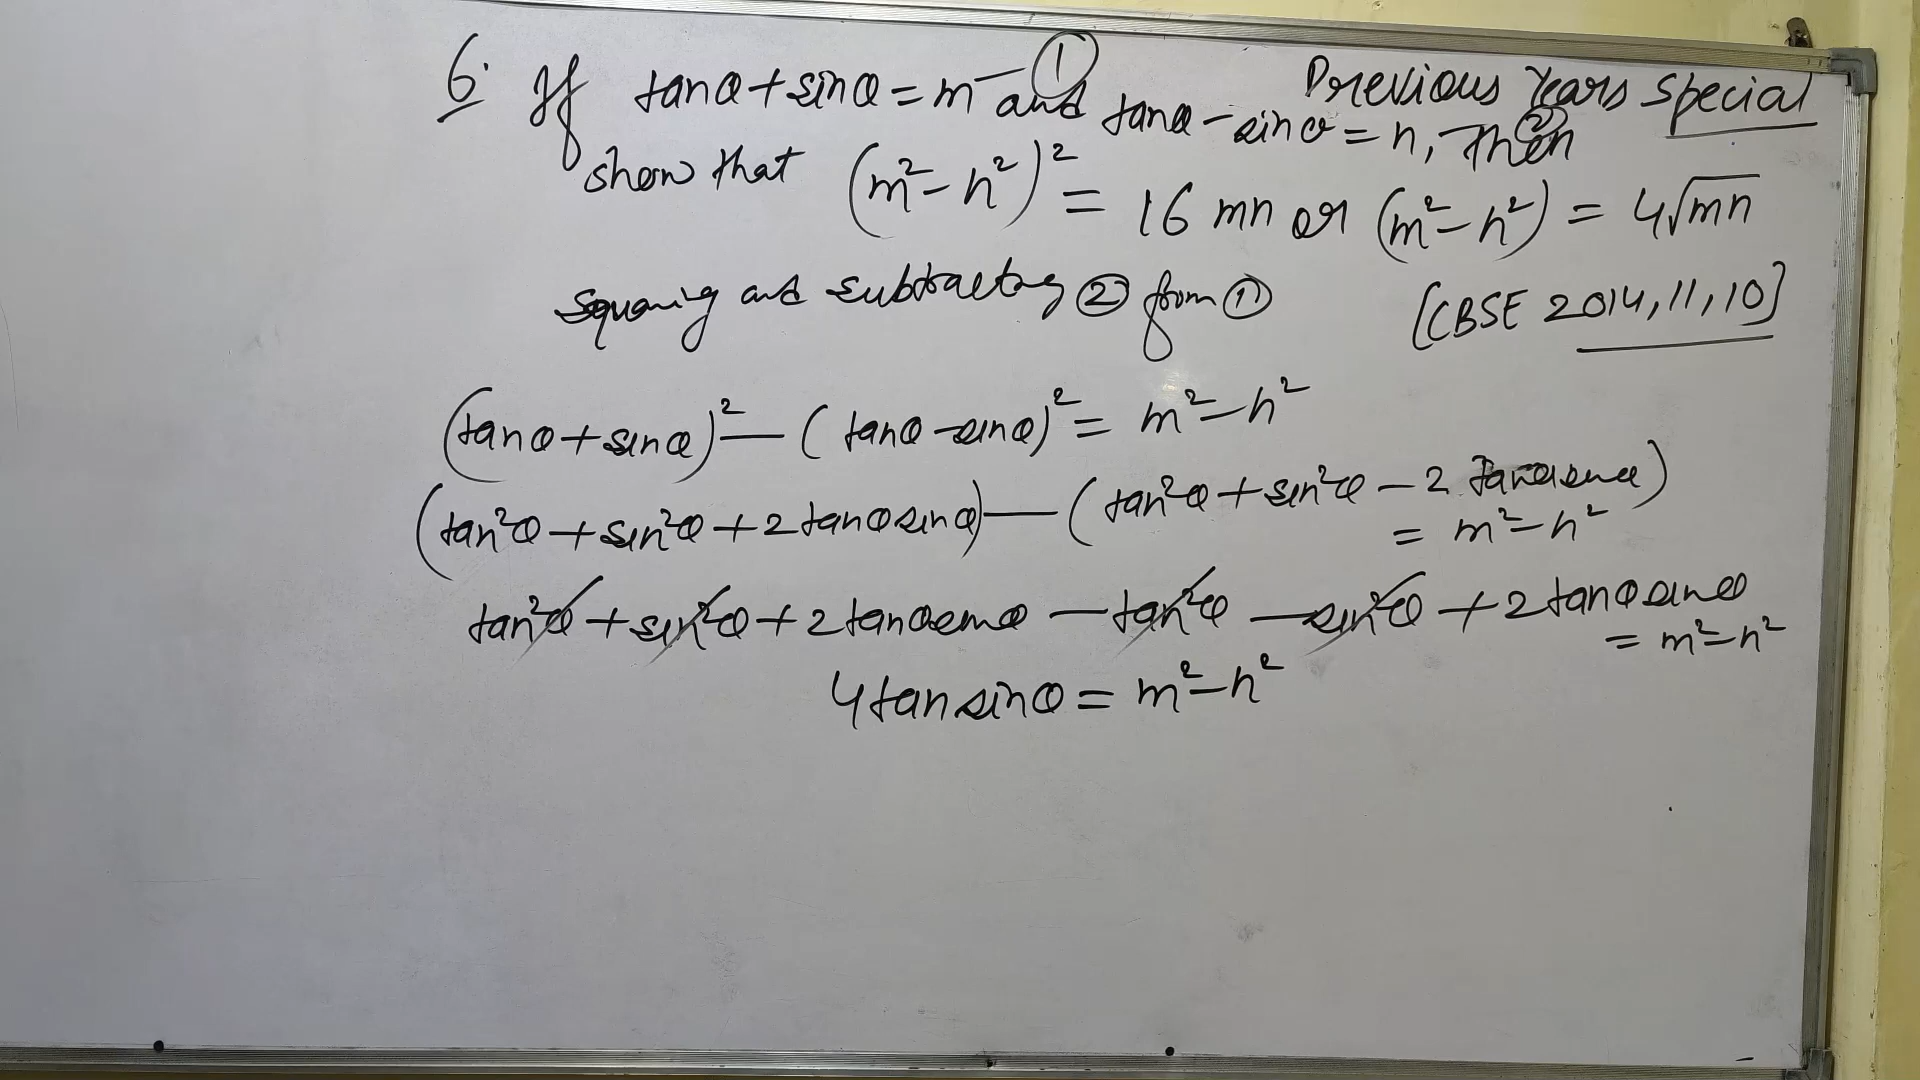 Previous Years Special
6. If tanθ + sinθ = m — ① and tanθ - sinθ = n, Then ②
show that (m² - n²)² = 16 mn or (m² - n²) = 4√mn
[CBSE 2014, 11, 10]
Squaring and subtracting ② from ①
(tanθ + sinθ)² — (tanθ - sinθ)² = m² - n²
(tan²θ + sin²θ + 2 tanθ sinθ) — (tan²θ + sin²θ - 2 tanθ sinθ)
= m² - n²
tan²θ + sin²θ + 2 tanθ sinθ — tan²θ — sin²θ + 2 tanθ sinθ
= m² - n²
4 tan sinθ = m² - n²